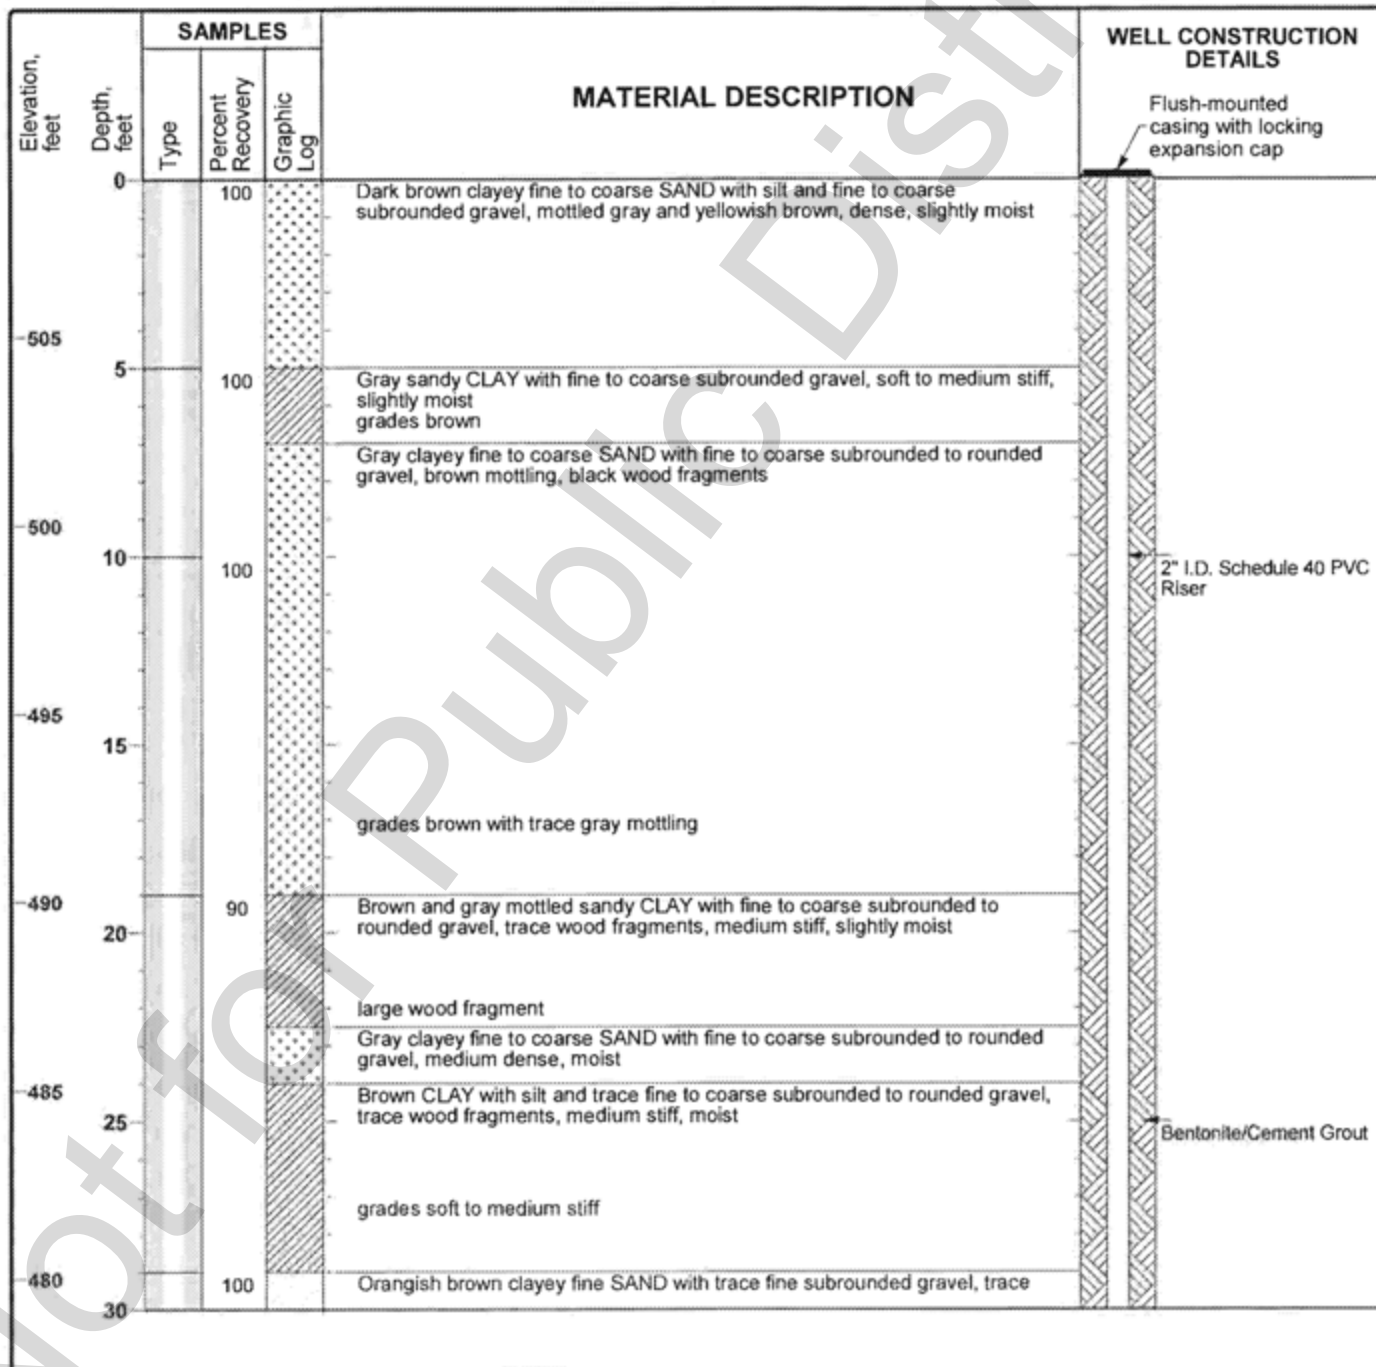 SAMPLES
Elevation,
feet
Depth,
feet
Type
Percent
Recovery
Graphic
Log
MATERIAL DESCRIPTION
WELL CONSTRUCTION
DETAILS
Flush-mounted
casing with locking
expansion cap
0
100
Dark brown clayey fine to coarse SAND with silt and fine to coarse
subrounded gravel, mottled gray and yellowish brown, dense, slightly moist
505
5
100
Gray sandy CLAY with fine to coarse subrounded gravel, soft to medium stiff,
slightly moist
grades brown
Gray clayey fine to coarse SAND with fine to coarse subrounded to rounded
gravel, brown mottling, black wood fragments
500
10
100
2" I.D. Schedule 40 PVC
Riser
495
15
grades brown with trace gray mottling
490
90
Brown and gray mottled sandy CLAY with fine to coarse subrounded to
rounded gravel, trace wood fragments, medium stiff, slightly moist
20
large wood fragment
Gray clayey fine to coarse SAND with fine to coarse subrounded to rounded
gravel, medium dense, moist
485
Brown CLAY with silt and trace fine to coarse subrounded to rounded gravel,
trace wood fragments, medium stiff, moist
25
Bentonite/Cement Grout
grades soft to medium stiff
480
100
Orangish brown clayey fine SAND with trace fine subrounded gravel, trace
30
ot for Public Distr